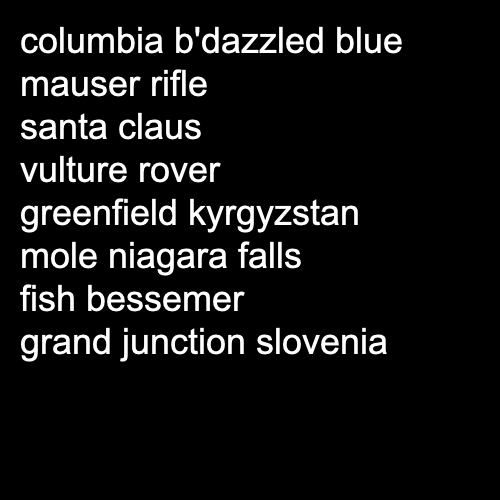 columbia b'dazzled blue
mauser rifle
santa claus
vulture rover
greenfield kyrgyzstan
mole niagara falls
fish bessemer
grand junction slovenia